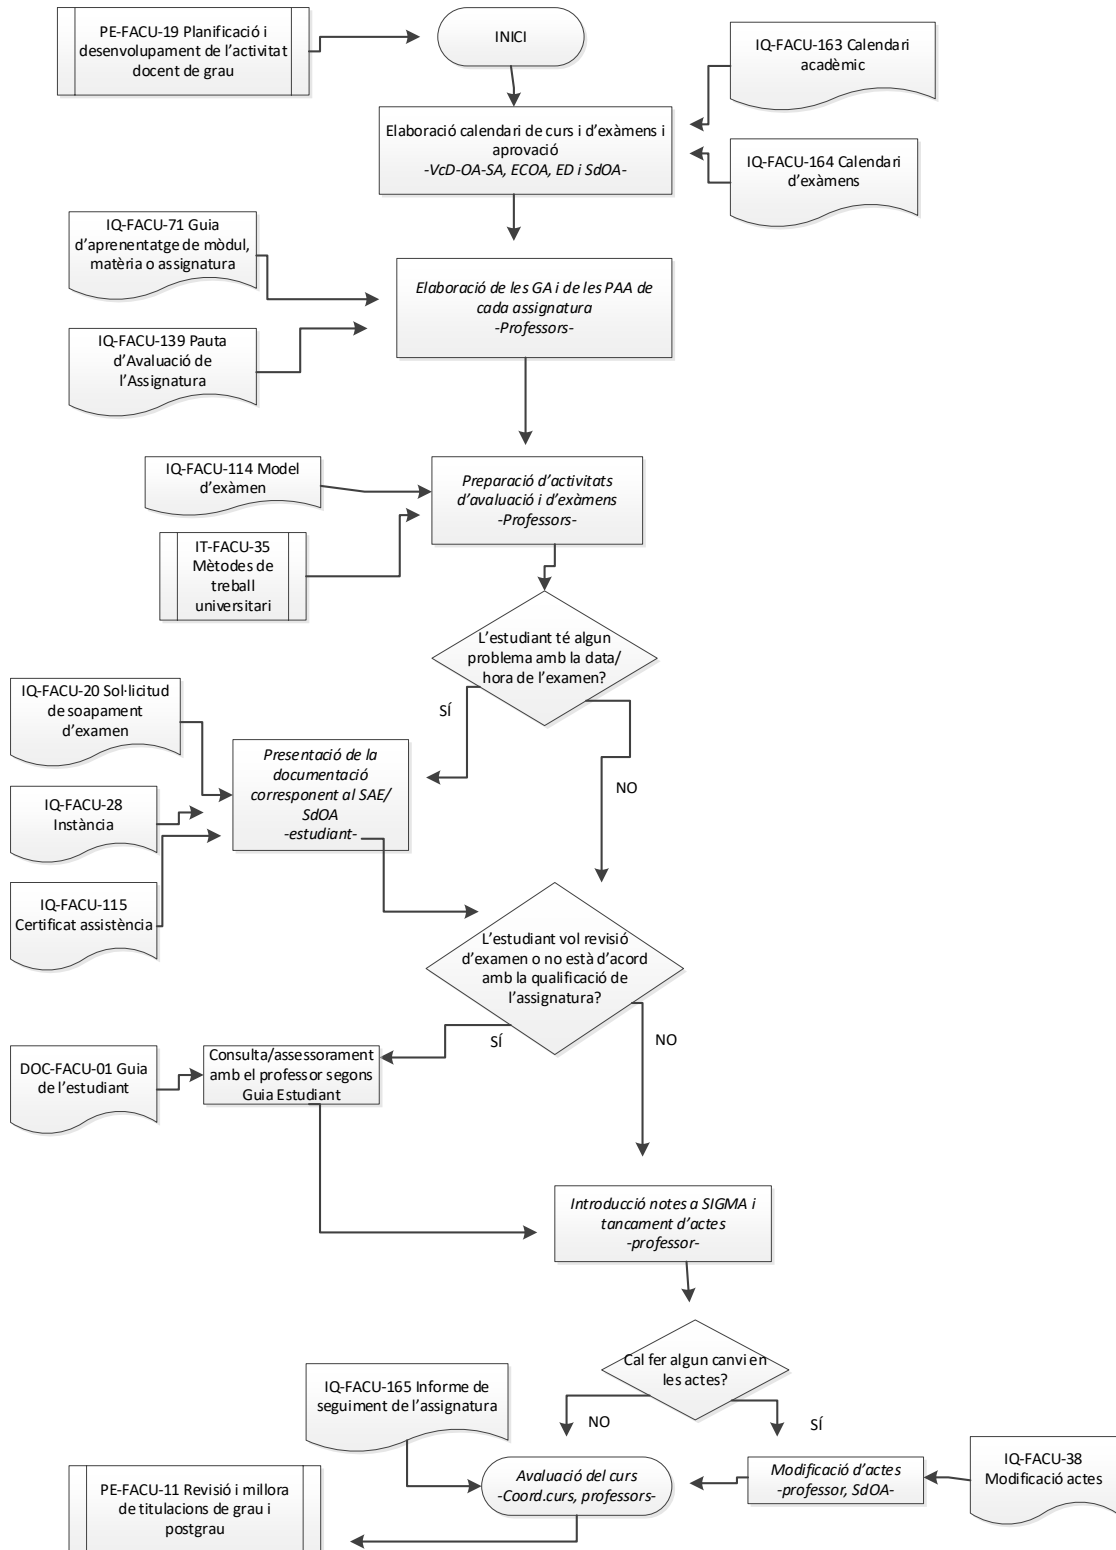 PE-FACU-19 Planificació i
desenvolupament de l'activitat
docent de grau
INICI
IQ-FACU-163 Calendari
acadèmic
Elaboració calendari de curs i d'exàmens i
aprovació
-VcD-OA-SA, ECOA, ED i SdOA-
IQ-FACU-164 Calendari
d'exàmens
IQ-FACU-71 Guia
d'aprenentatge de mòdul,
matèria o assignatura
Elaboració de les GA i de les PAA de
cada assignatura
-Professors-
IQ-FACU-139 Pauta
d'Avaluació de
l'Assignatura
IQ-FACU-114 Model
d'exàmen
Preparació d'activitats
d'avaluació i d'exàmens
-Professors-
IT-FACU-35
Mètodes de
treball
universitari
L'estudiant té algun
problema amb la data/
hora de l'examen?
SÍ
NO
IQ-FACU-20 Sol·licitud
de soapament
d'examen
Presentació de la
documentació
corresponent al SAE/
SdOA
-estudiant-
IQ-FACU-28
Instància
IQ-FACU-115
Certificat assistència
L'estudiant vol revisió
d'examen o no està d'acord
amb la qualificació de
l'assignatura?
SÍ
NO
DOC-FACU-01 Guia
de l'estudiant
Consulta/assessorament
amb el professor segons
Guia Estudiant
Introducció notes a SIGMA i
tancament d'actes
-professor-
Cal fer algun canvi en
les actes?
NO
SÍ
IQ-FACU-165 Informe de
seguiment de l'assignatura
Avaluació del curs
-Coord.curs, professors-
Modificació d'actes
-professor, SdOA-
IQ-FACU-38
Modificació actes
PE-FACU-11 Revisió i millora
de titulacions de grau i
postgrau